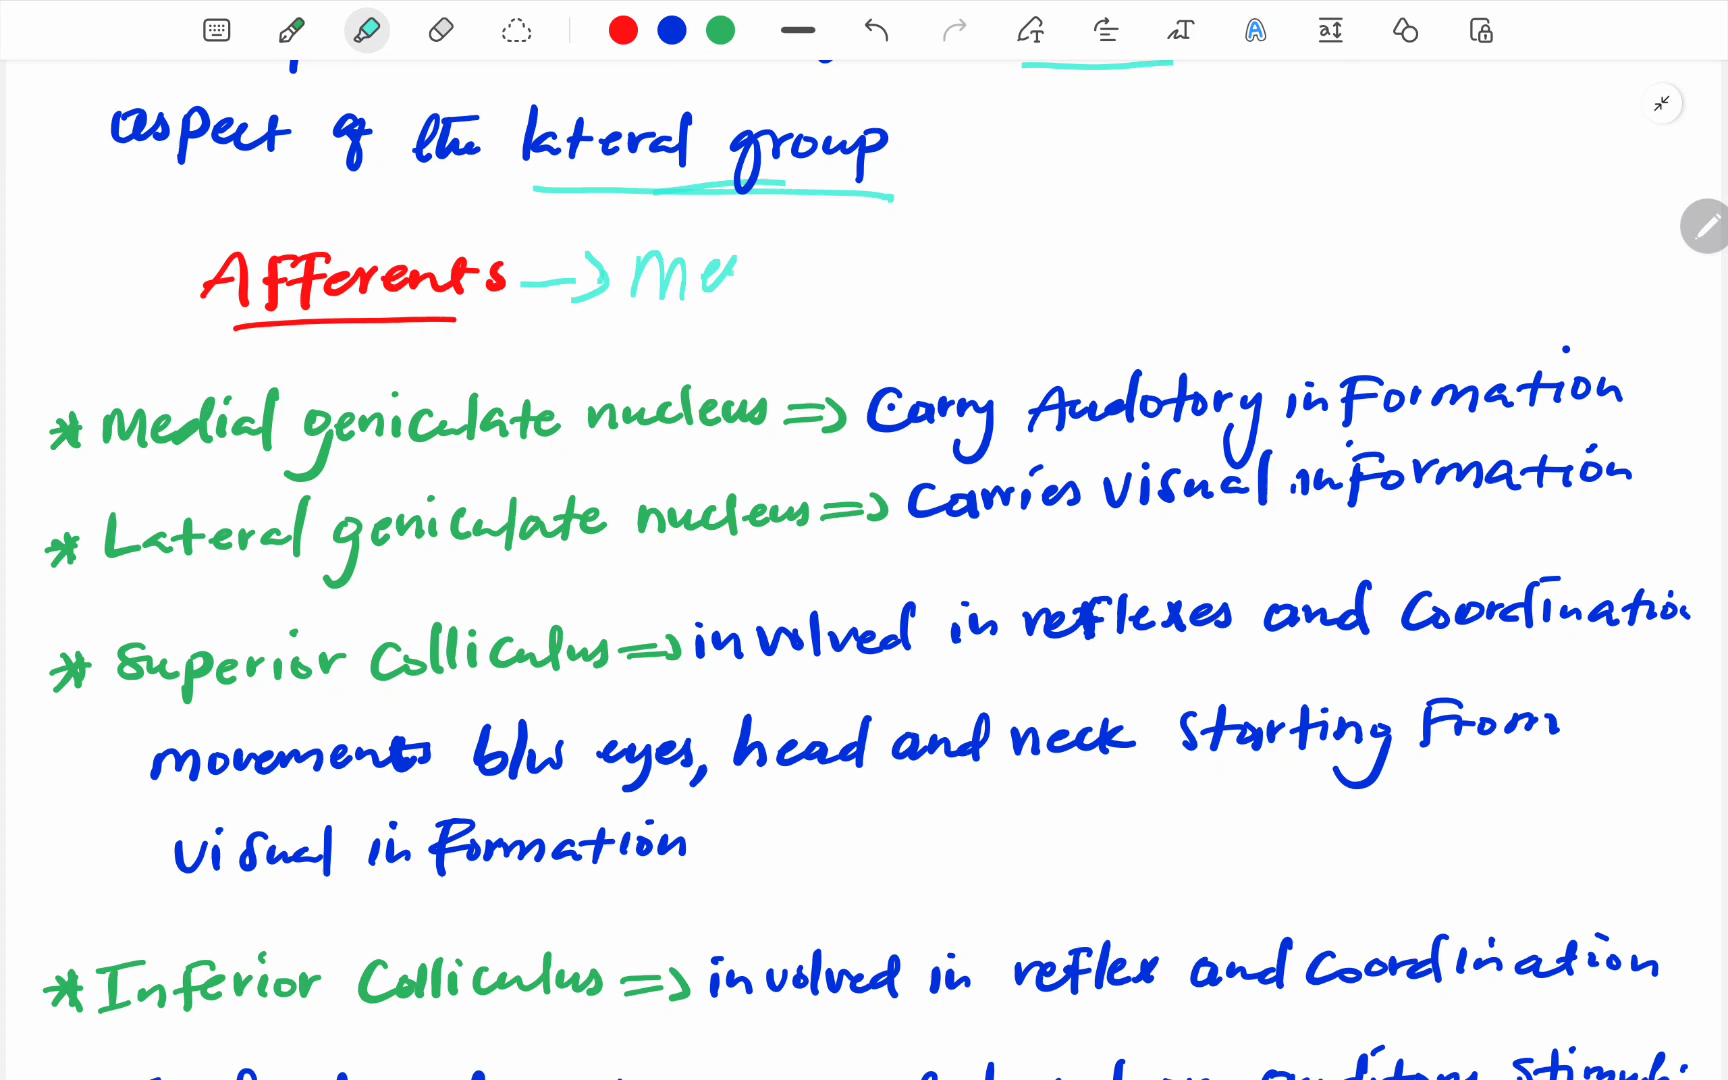 aspect of the lateral group
Afferents → Me
* Medial geniculate nucleus => Carry Audotory information
* Lateral geniculate nucleus => Carries visual information
* Superior Colliculus => involved in reflexes and Coordination
movements b/w eyes, head and neck starting from
visual information
* Inferior Colliculus => involved in reflex and Coordination
auditory stimuli